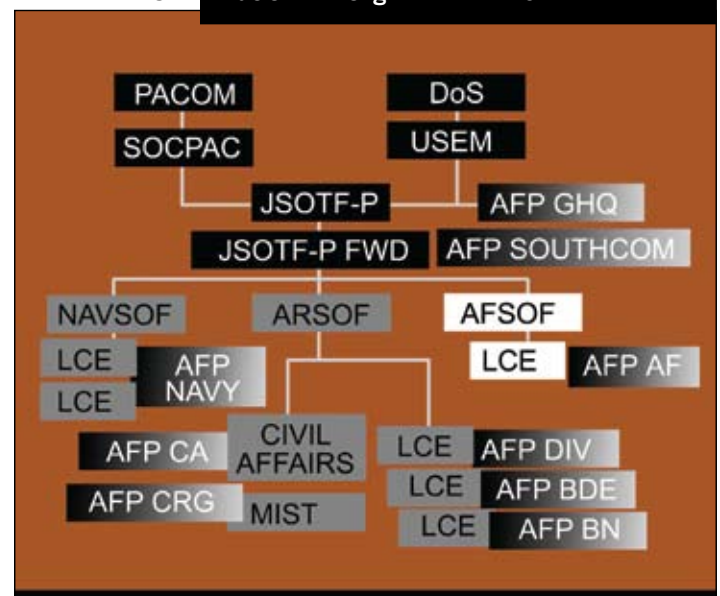 PACOM
DoS
SOCPAC
USEM
JSOTF-P
AFP GHQ
JSOTF-P FWD
AFP SOUTHCOM
NAVSOF
ARSOF
AFSOF
LCE
AFP
NAVY
LCE
LCE
AFP AF
AFP CA
CIVIL
AFFAIRS
LCE
AFP DIV
AFP CRG
MIST
LCE
AFP BDE
LCE
AFP BN